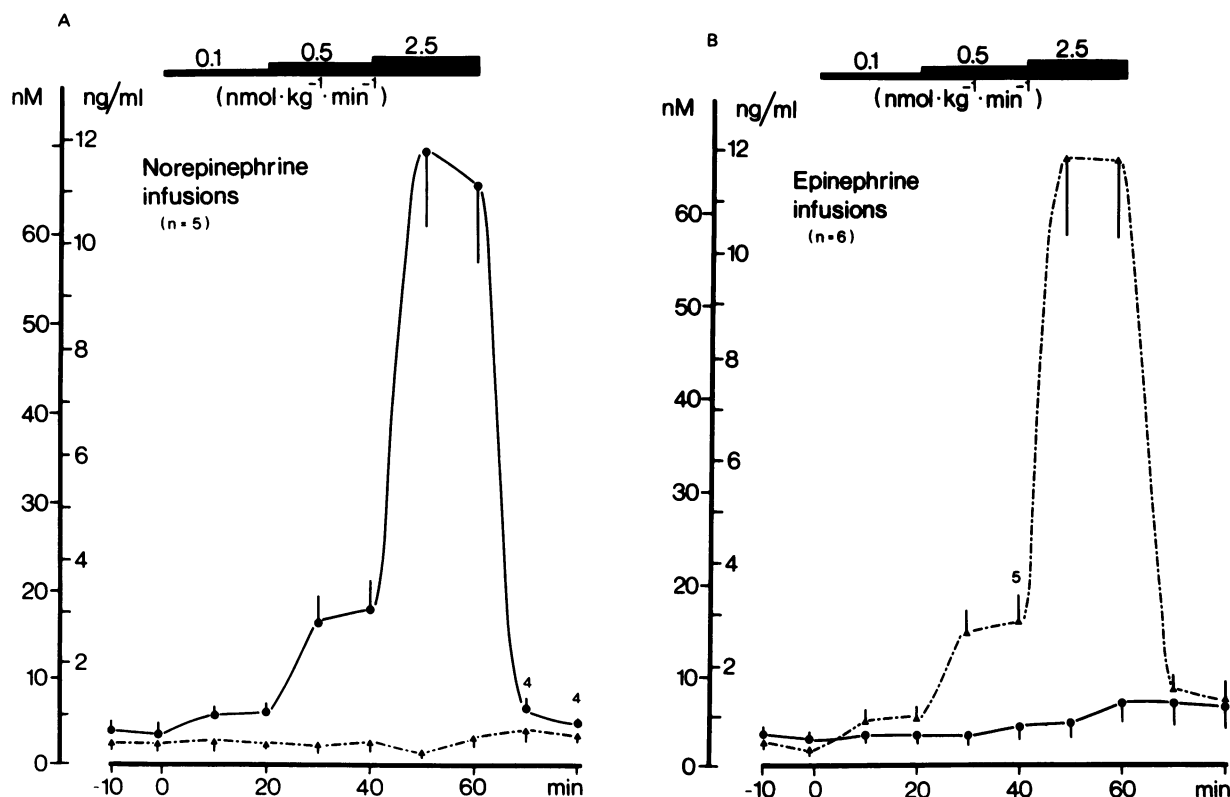 A
0.1 0.5 2.5
(nmol·kg⁻¹·min⁻¹)
nM ng/ml
Norepinephrine
infusions
(n=5)
12
60 10
50
8
40
6
30
4
20
2
10
4 4
0
-10 0 20 40 60 min
B
0.1 0.5 2.5
(nmol·kg⁻¹·min⁻¹)
nM ng/ml
Epinephrine
infusions
(n=6)
12
60
10
50
8
40
6
30
4
20
5
2
10
0
-10 0 20 40 60 min